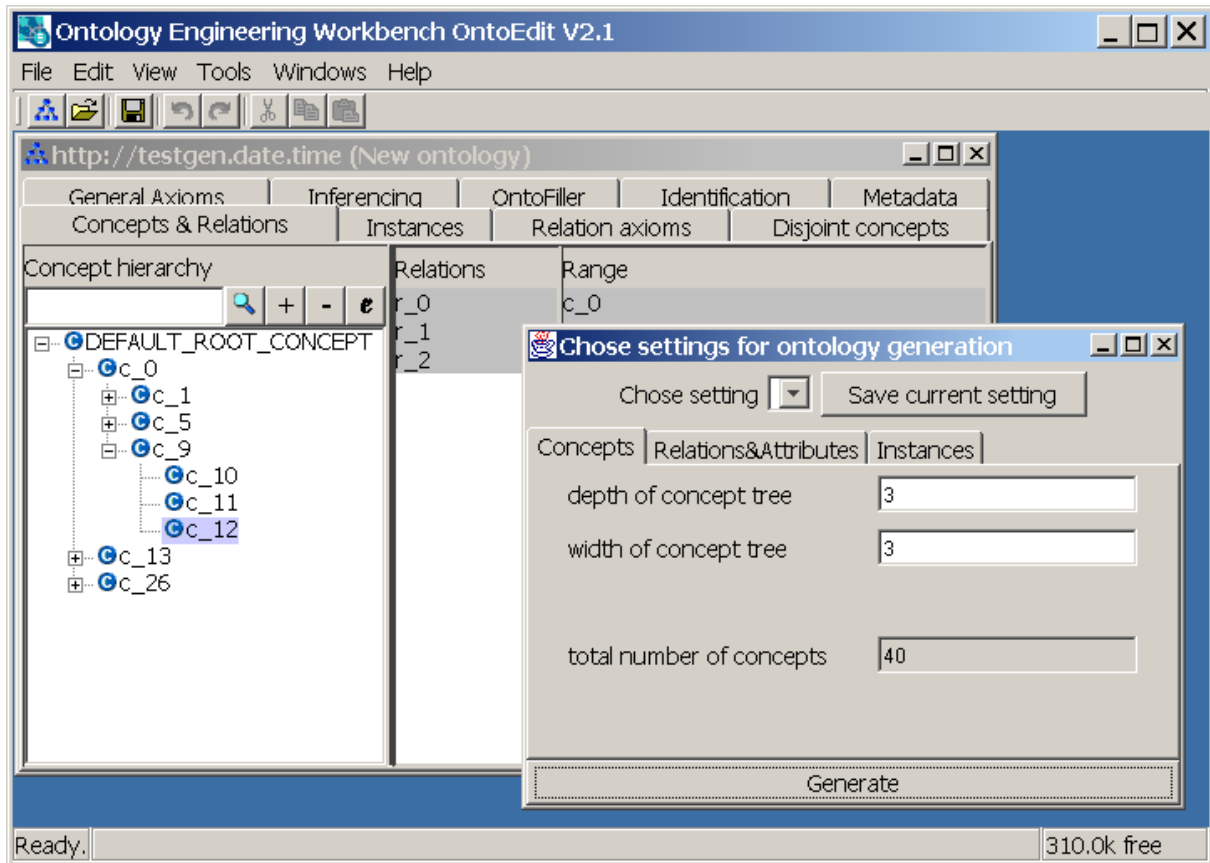 Ontology Engineering Workbench OntoEdit V2.1
File Edit View Tools Windows Help
http://testgen.date.time (New ontology)
General Axioms Inferencing OntoFiller Identification Metadata
Concepts & Relations Instances Relation axioms Disjoint concepts
Concept hierarchy
+ - e
DEFAULT_ROOT_CONCEPT
c_0
c_1
c_5
c_9
c_10
c_11
c_12
c_13
c_26
Relations Range
r_0 c_0
r_1
r_2
Chose settings for ontology generation
Chose setting Save current setting
Concepts Relations&Attributes Instances
depth of concept tree 3
width of concept tree 3
total number of concepts 40
Generate
Ready. 310.0k free